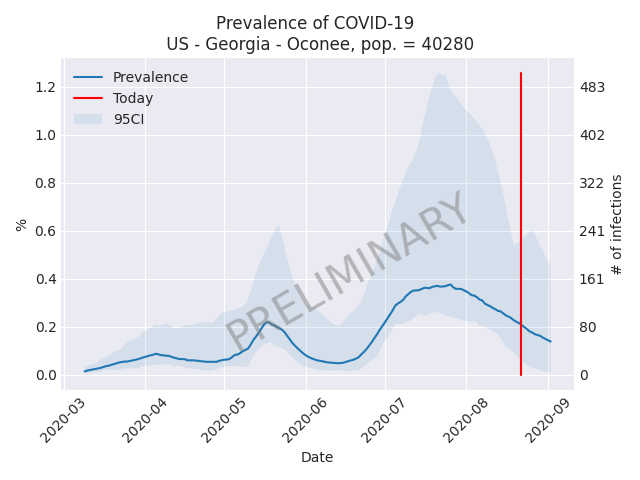 Prevalence of COVID-19
US - Georgia - Oconee, pop. = 40280
Prevalence
Today
95CI
PRELIMINARY
1.2
1.0
0.8
0.6
0.4
0.2
0.0
%
483
402
322
241
161
80
0
# of infections
2020-03
2020-04
2020-05
2020-06
2020-07
2020-08
2020-09
Date